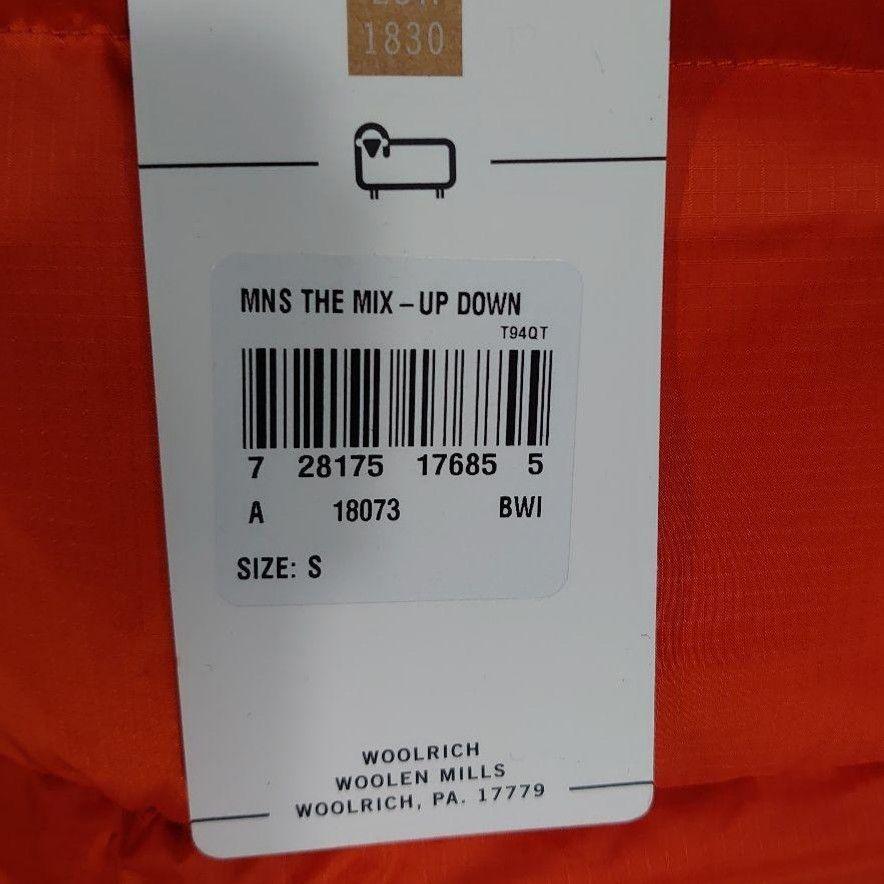 1830
MNS THE MIX – UP DOWN
T94QT
7 28175 17685 5
A 18073 BWI
SIZE: S
WOOLRICH
WOOLEN MILLS
WOOLRICH, PA. 17779